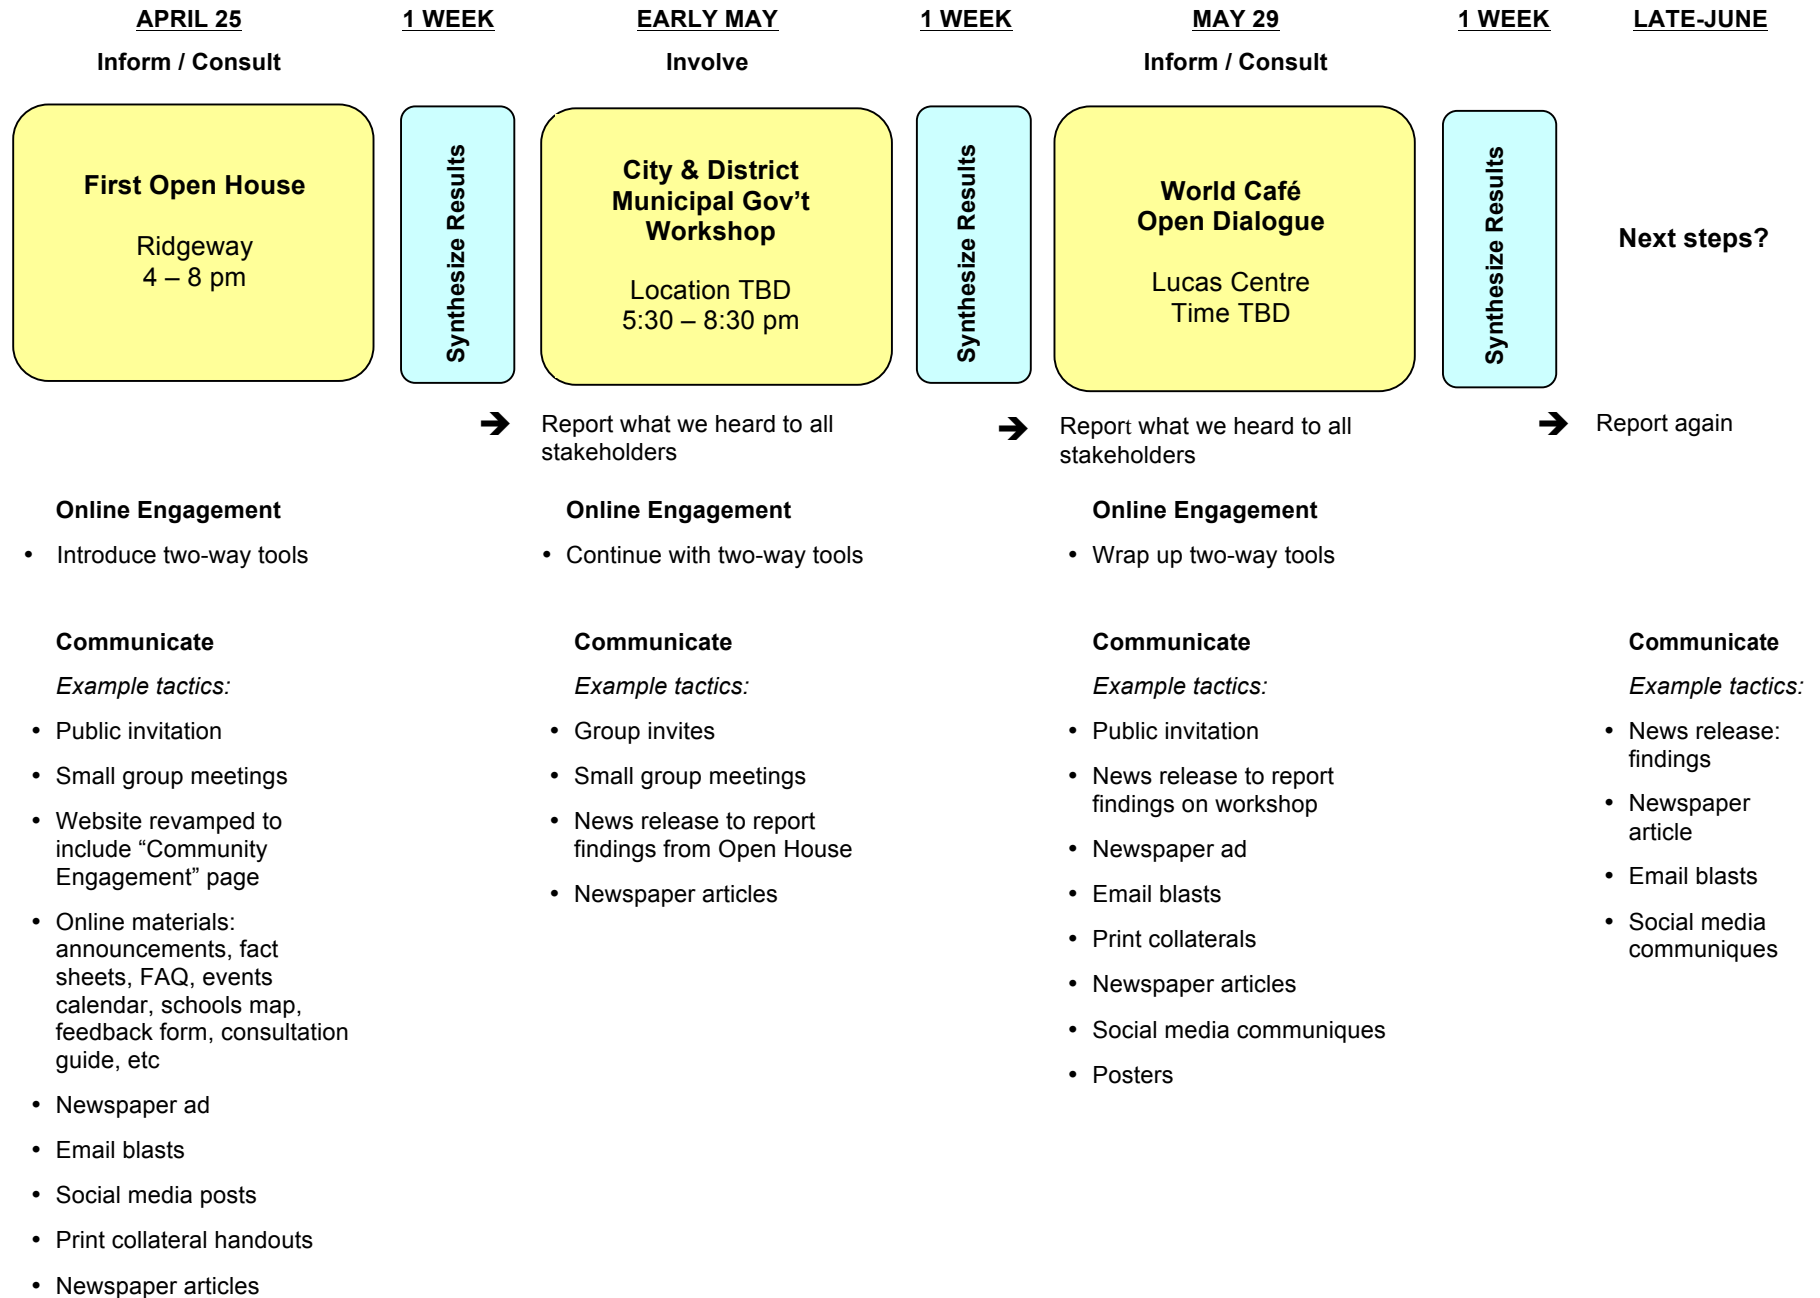 APRIL 25
1 WEEK
EARLY MAY
1 WEEK
MAY 29
1 WEEK
LATE-JUNE
Inform / Consult
Involve
Inform / Consult
First Open House
Ridgeway
4 – 8 pm
Synthesize Results
City & District
Municipal Gov’t
Workshop
Location TBD
5:30 – 8:30 pm
Synthesize Results
World Café
Open Dialogue
Lucas Centre
Time TBD
Synthesize Results
Next steps?
➔ Report what we heard to all
stakeholders
➔ Report what we heard to all
stakeholders
➔ Report again
Online Engagement
• Introduce two-way tools
Online Engagement
• Continue with two-way tools
Online Engagement
• Wrap up two-way tools
Communicate
Example tactics:
• Public invitation
• Small group meetings
• Website revamped to
include “Community
Engagement” page
• Online materials:
announcements, fact
sheets, FAQ, events
calendar, schools map,
feedback form, consultation
guide, etc
• Newspaper ad
• Email blasts
• Social media posts
• Print collateral handouts
• Newspaper articles
Communicate
Example tactics:
• Group invites
• Small group meetings
• News release to report
findings from Open House
• Newspaper articles
Communicate
Example tactics:
• Public invitation
• News release to report
findings on workshop
• Newspaper ad
• Email blasts
• Print collaterals
• Newspaper articles
• Social media communiques
• Posters
Communicate
Example tactics:
• News release:
findings
• Newspaper
article
• Email blasts
• Social media
communiques